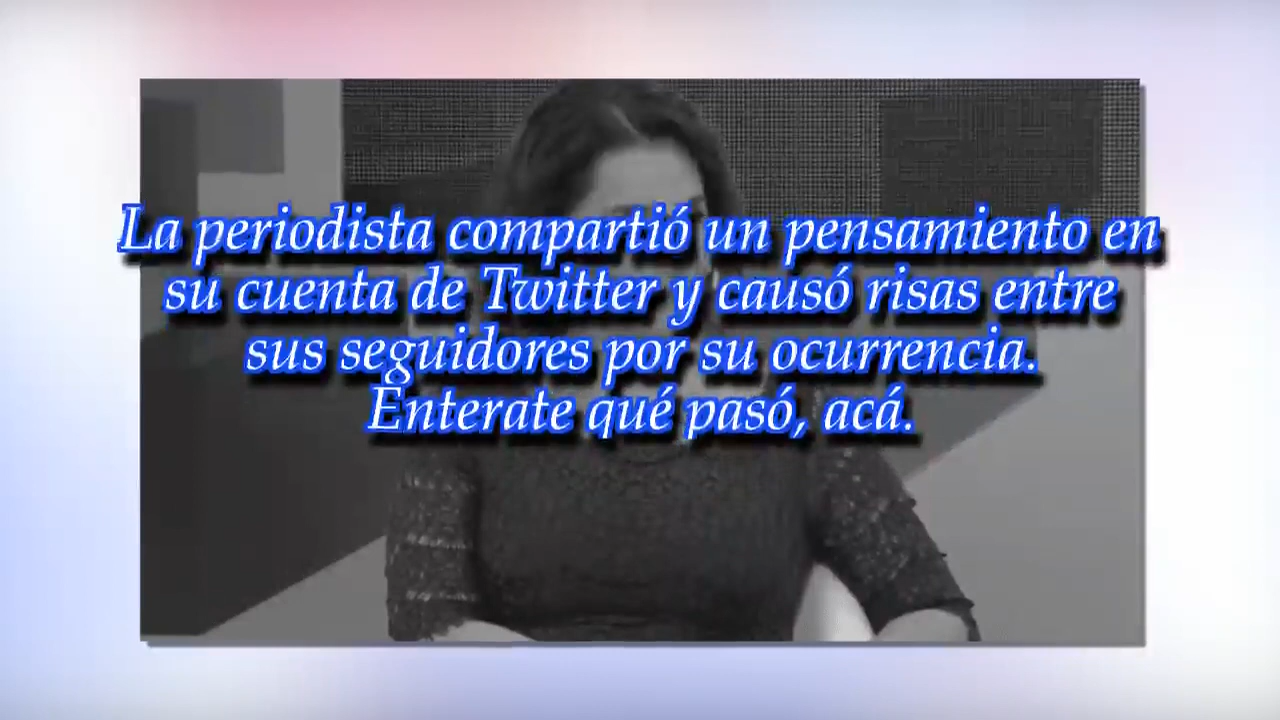 La periodista compartió un pensamiento en
su cuenta de Twitter y causó risas entre
sus seguidores por su ocurrencia.
Enterate qué pasó, acá.